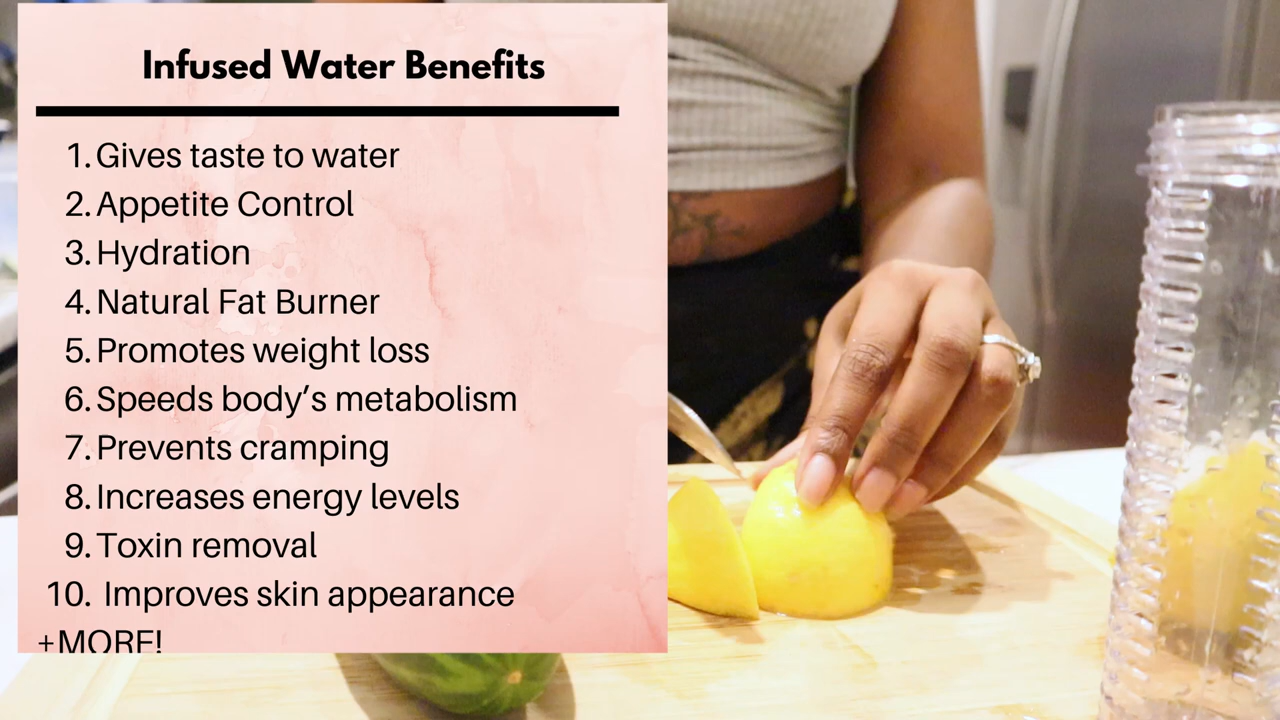 Infused Water Benefits
1. Gives taste to water
2. Appetite Control
3. Hydration
4. Natural Fat Burner
5. Promotes weight loss
6. Speeds body’s metabolism
7. Prevents cramping
8. Increases energy levels
9. Toxin removal
10. Improves skin appearance
+MORE!